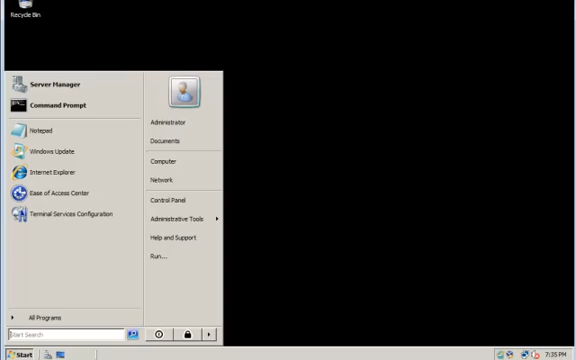 Recycle Bin
Server Manager
Command Prompt
Notepad
Windows Update
Internet Explorer
Ease of Access Center
Terminal Services Configuration
All Programs
Start Search
Administrator
Documents
Computer
Network
Control Panel
Administrative Tools
Help and Support
Run...
Start
7:35 PM